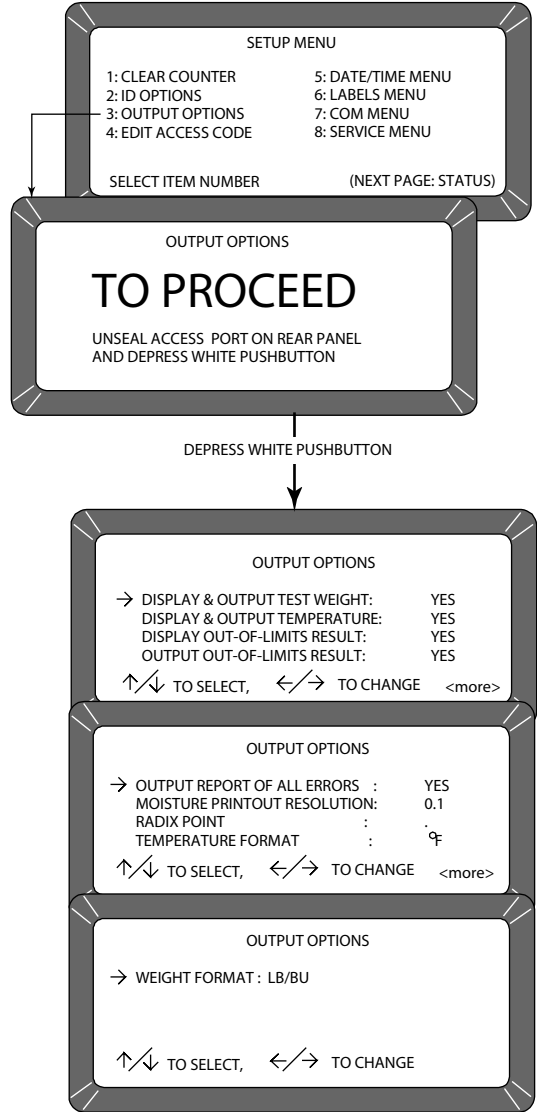 SETUP MENU
1: CLEAR COUNTER 5: DATE/TIME MENU
2: ID OPTIONS 6: LABELS MENU
3: OUTPUT OPTIONS 7: COM MENU
4: EDIT ACCESS CODE 8: SERVICE MENU
SELECT ITEM NUMBER (NEXT PAGE: STATUS)
OUTPUT OPTIONS
TO PROCEED
UNSEAL ACCESS PORT ON REAR PANEL
AND DEPRESS WHITE PUSHBUTTON
DEPRESS WHITE PUSHBUTTON
OUTPUT OPTIONS
→ DISPLAY & OUTPUT TEST WEIGHT: YES
DISPLAY & OUTPUT TEMPERATURE: YES
DISPLAY OUT-OF-LIMITS RESULT: YES
OUTPUT OUT-OF-LIMITS RESULT: YES
↑/↓ TO SELECT, ←/→ TO CHANGE <more>
OUTPUT OPTIONS
→ OUTPUT REPORT OF ALL ERRORS : YES
MOISTURE PRINTOUT RESOLUTION: 0.1
RADIX POINT : .
TEMPERATURE FORMAT : °F
↑/↓ TO SELECT, ←/→ TO CHANGE <more>
OUTPUT OPTIONS
→ WEIGHT FORMAT : LB/BU
↑/↓ TO SELECT, ←/→ TO CHANGE